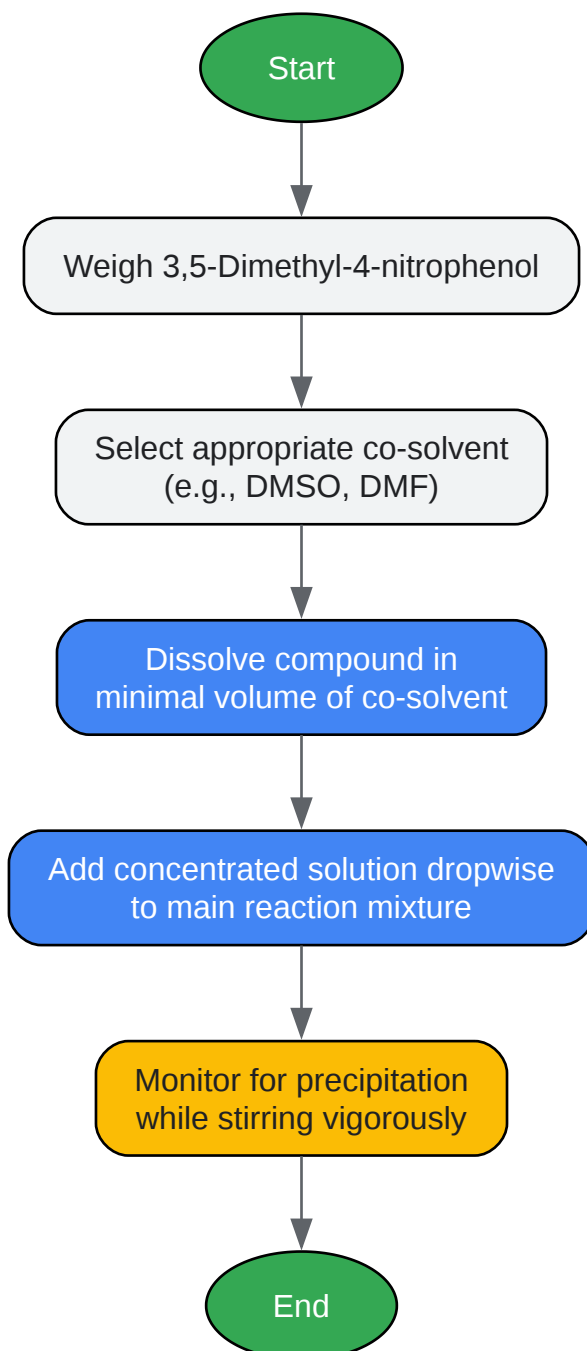 Start
Weigh 3,5-Dimethyl-4-nitrophenol
Select appropriate co-solvent
(e.g., DMSO, DMF)
Dissolve compound in
minimal volume of co-solvent
Add concentrated solution dropwise
to main reaction mixture
Monitor for precipitation
while stirring vigorously
End